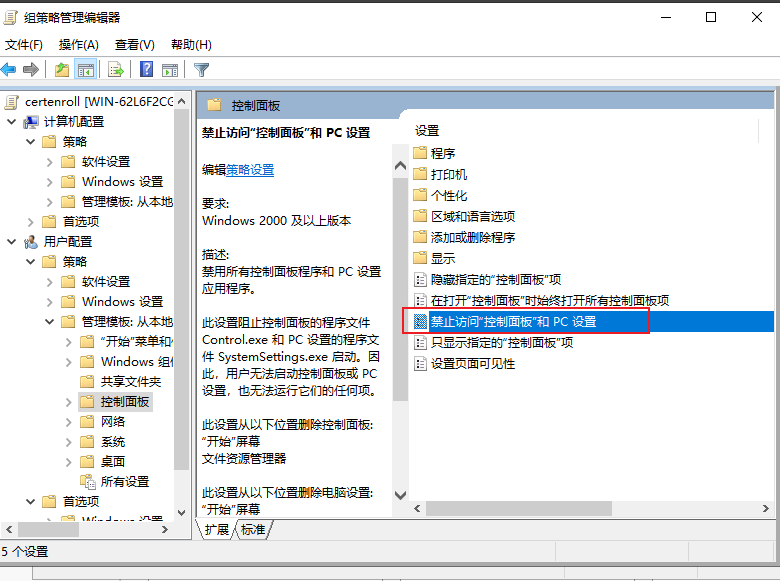 组策略管理编辑器
文件(F) 操作(A) 查看(V) 帮助(H)
certenroll [WIN-62L6F2CG
计算机配置
策略
软件设置
Windows 设置
管理模板: 从本地
首选项
用户配置
策略
软件设置
Windows 设置
管理模板: 从本地
“开始”菜单和
Windows 组
共享文件夹
控制面板
网络
系统
桌面
所有设置
首选项
Windows 设置
控制面板
禁止访问“控制面板”和 PC 设置
编辑策略设置
要求:
Windows 2000 及以上版本
描述:
禁用所有控制面板程序和 PC 设置
应用程序。
此设置阻止控制面板的程序文件
Control.exe 和 PC 设置的程序文
件 SystemSettings.exe 启动。因
此，用户无法启动控制面板或 PC
设置，也无法运行它们的任何项。
此设置从以下位置删除控制面板:
“开始”屏幕
文件资源管理器
此设置从以下位置删除电脑设置:
“开始”屏幕
设置
程序
打印机
个性化
区域和语言选项
添加或删除程序
显示
隐藏指定的“控制面板”项
在打开“控制面板”时始终打开所有控制面板项
禁止访问“控制面板”和 PC 设置
只显示指定的“控制面板”项
设置页面可见性
扩展 标准
5 个设置